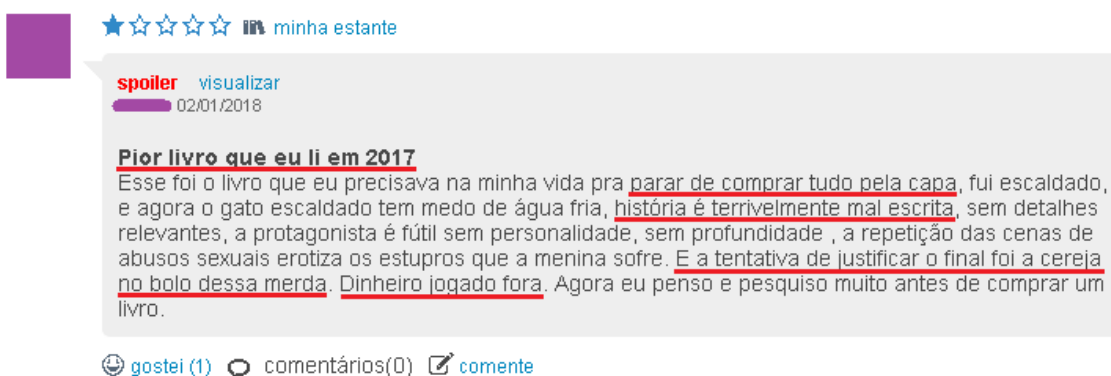 minha estante
spoiler visualizar
02/01/2018
Pior livro que eu li em 2017
Esse foi o livro que eu precisava na minha vida pra parar de comprar tudo pela capa, fui escaldado,
e agora o gato escaldado tem medo de água fria, história é terrivelmente mal escrita, sem detalhes
relevantes, a protagonista é fútil sem personalidade, sem profundidade , a repetição das cenas de
abusos sexuais erotiza os estupros que a menina sofre. E a tentativa de justificar o final foi a cereja
no bolo dessa merda. Dinheiro jogado fora. Agora eu penso e pesquiso muito antes de comprar um
livro.
gostei (1) comentários(0) comente